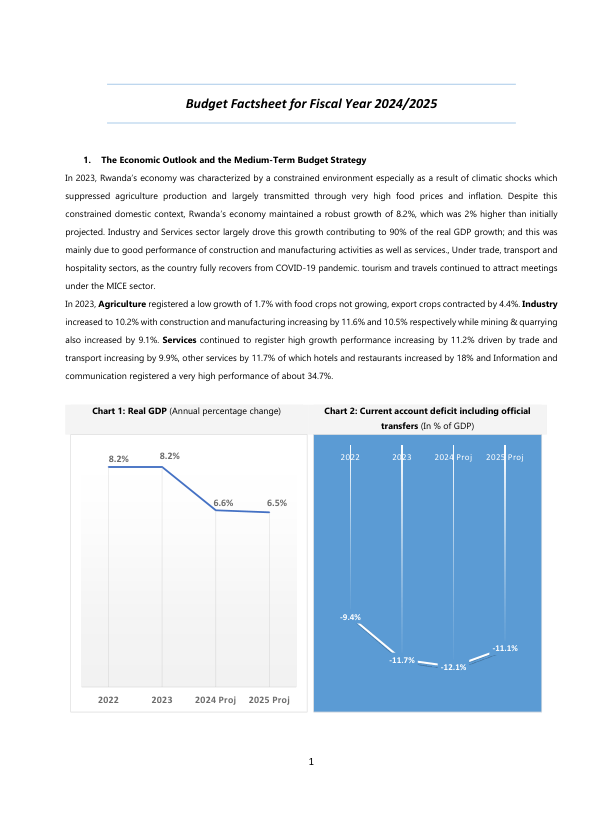 Budget Factsheet for Fiscal Year 2024/2025
1. The Economic Outlook and the Medium-Term Budget Strategy
In 2023, Rwanda's economy was characterized by a constrained environment especially as a result of climatic shocks which
suppressed agriculture production and largely transmitted through very high food prices and inflation. Despite this
constrained domestic context, Rwanda's economy maintained a robust growth of 8.2%, which was 2% higher than initially
projected. Industry and Services sector largely drove this growth contributing to 90% of the real GDP growth; and this was
mainly due to good performance of construction and manufacturing activities as well as services., Under trade, transport and
hospitality sectors, as the country fully recovers from COVID-19 pandemic. tourism and travels continued to attract meetings
under the MICE sector.
In 2023, Agriculture registered a low growth of 1.7% with food crops not growing, export crops contracted by 4.4%. Industry
increased to 10.2% with construction and manufacturing increasing by 11.6% and 10.5% respectively while mining & quarrying
also increased by 9.1%. Services continued to register high growth performance increasing by 11.2% driven by trade and
transport increasing by 9.9%, other services by 11.7% of which hotels and restaurants increased by 18% and Information and
communication registered a very high performance of about 34.7%.
Chart 1: Real GDP (Annual percentage change)
8.2%
8.2%
6.6%
6.5%
2022 2023 2024 Proj 2025 Proj
Chart 2: Current account deficit including official
transfers (In % of GDP)
2022 2023 2024 Proj 2025 Proj
-9.4%
-11.7%
-12.1%
-11.1%
1